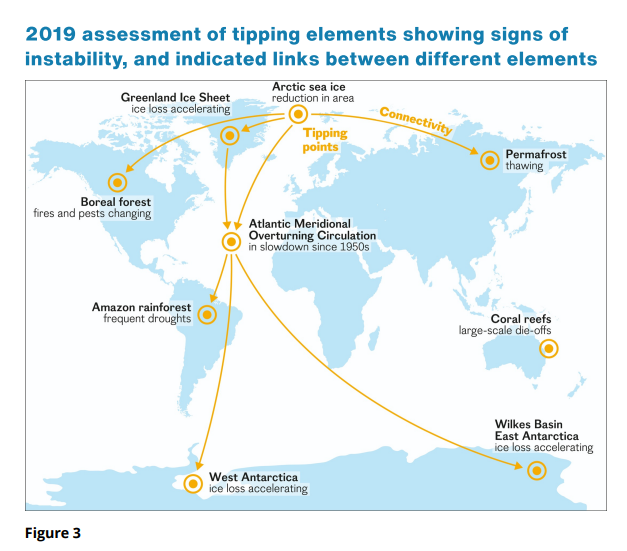 2019 assessment of tipping elements showing signs of
instability, and indicated links between different elements
Arctic sea ice
reduction in area
Greenland Ice Sheet
ice loss accelerating
Connectivity
Tipping
points
Permafrost
thawing
Boreal forest
fires and pests changing
Atlantic Meridional
Overturning Circulation
in slowdown since 1950s
Amazon rainforest
frequent droughts
Coral reefs
large-scale die-offs
Wilkes Basin
East Antarctica
ice loss accelerating
West Antarctica
ice loss accelerating
Figure 3